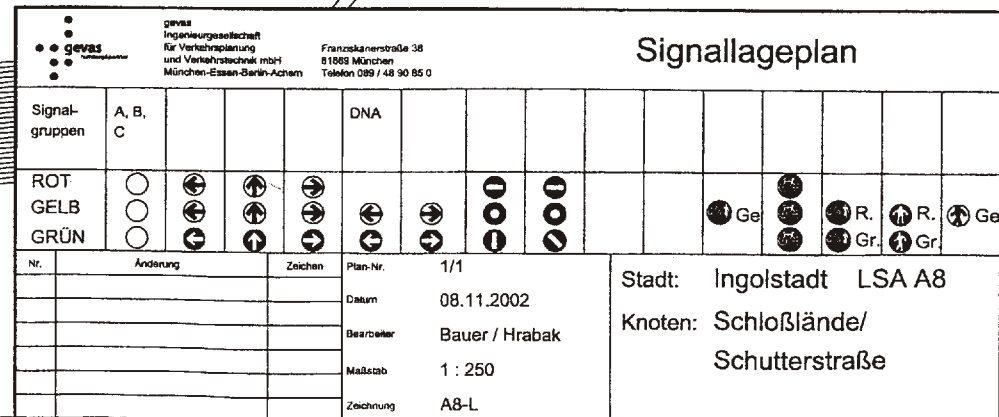 gevas
gevas
Ingenieurgesellschaft
für Verkehrsplanung
und Verkehrstechnik mbH
München-Essen-Berlin-Achern
Franziskanerstraße 38
81669 München
Telefon 089 / 48 90 85 0
Signallageplan
Signal-
gruppen
A, B,
C
DNA
ROT
GELB
GRÜN
Ge
R.
R.
Ge
Gr.
Gr.
Nr.
Änderung
Zeichen
Plan-Nr.
1/1
Datum
08.11.2002
Bearbeiter
Bauer / Hrabak
Maßstab
1 : 250
Zeichnung
A8-L
Stadt: Ingolstadt LSA A8
Knoten: Schloßlände/
Schutterstraße